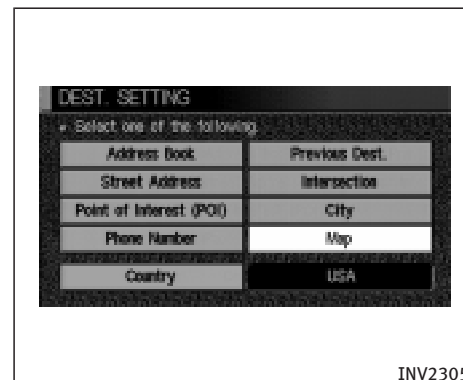 DEST. SETTING
• Select one of the following.
Address Book Previous Dest.
Street Address Intersection
Point of Interest (POI) City
Phone Number Map
Country USA
INV2305